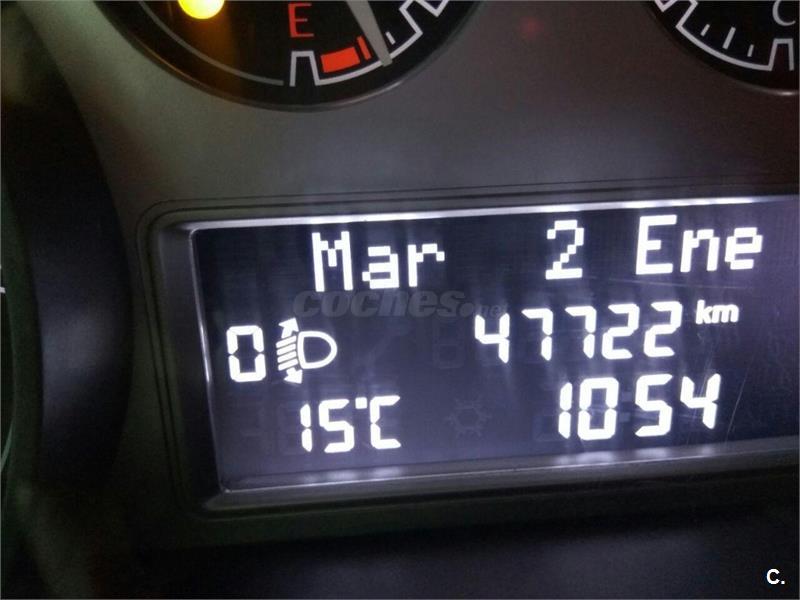 E
C
Mar 2 Ene
coches.net
0 47722 km
15°C 10 54
C.